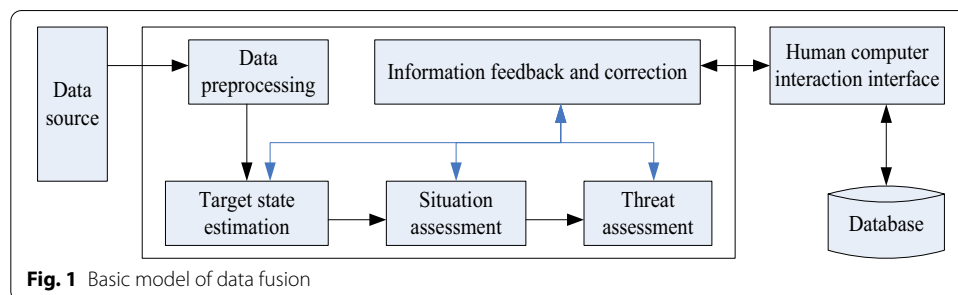 Data
source
Data
preprocessing
Information feedback and correction
Human computer
interaction interface
Target state
estimation
Situation
assessment
Threat
assessment
Database
Fig. 1 Basic model of data fusion